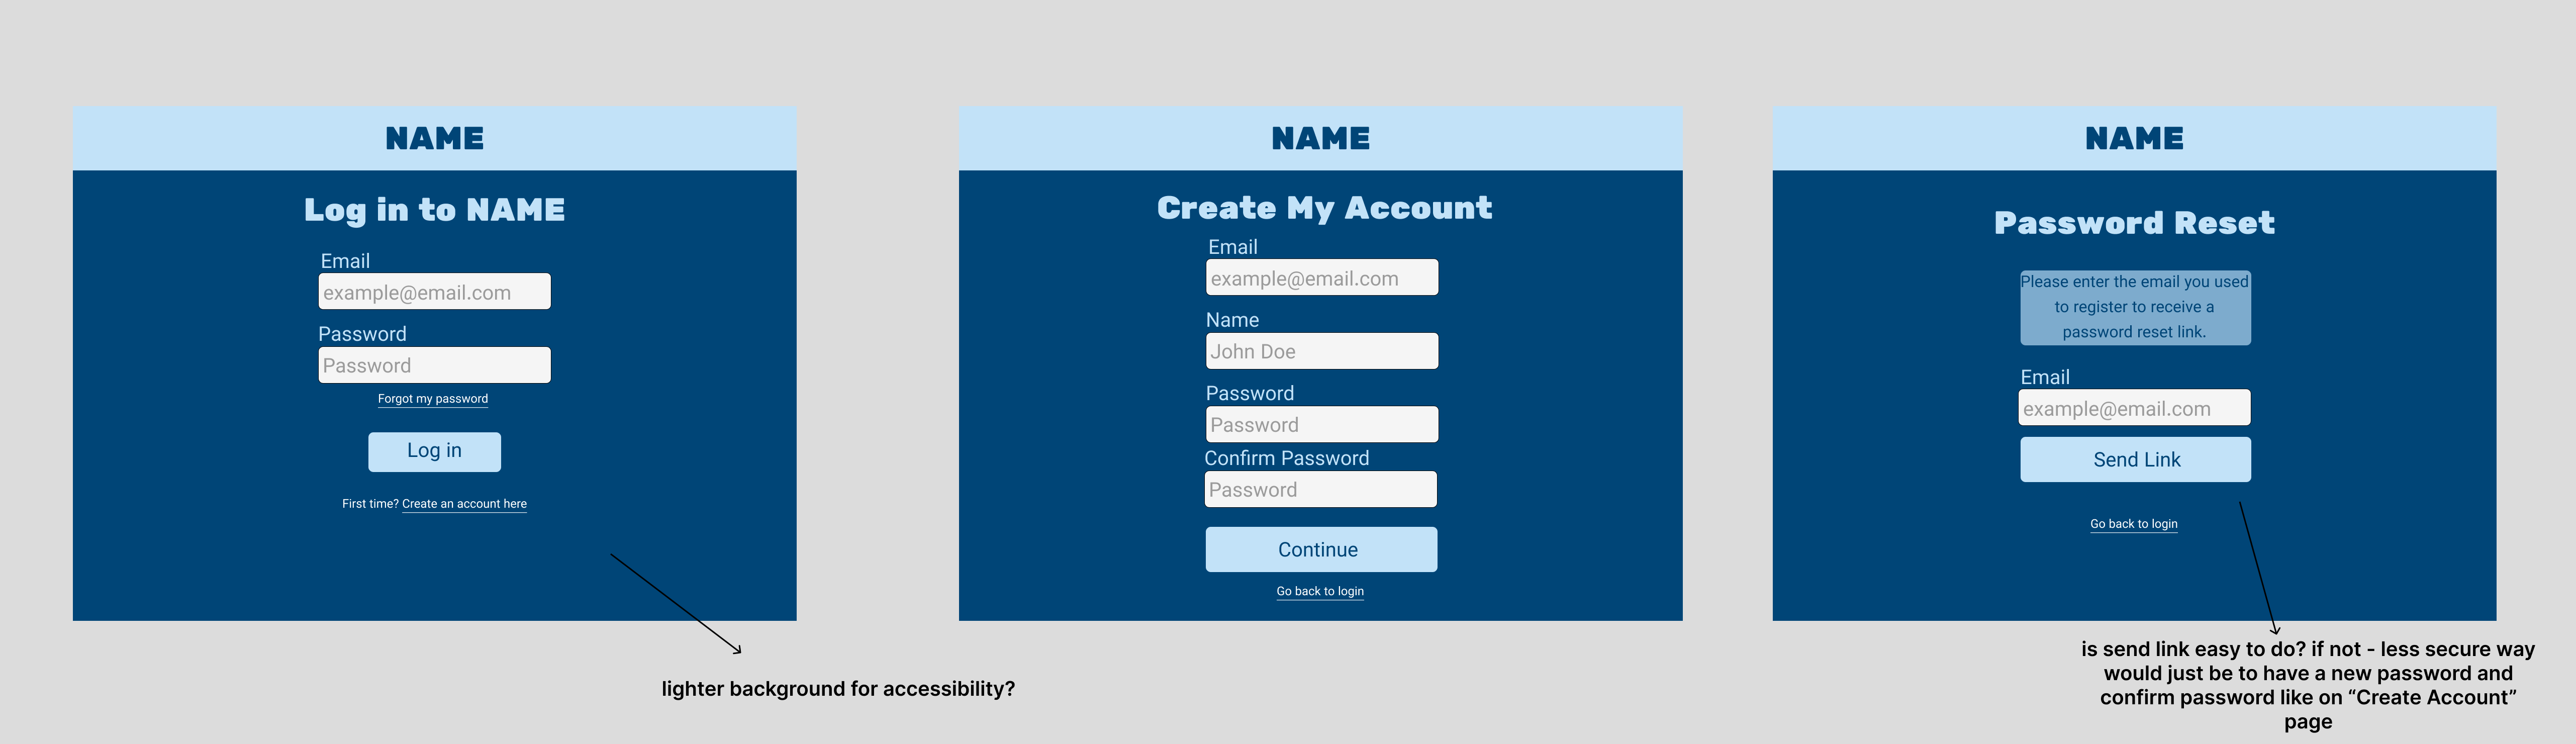 NAME
Log in to NAME
Email
example@email.com
Password
Password
Forgot my password
Log in
First time? Create an account here
lighter background for accessibility?
NAME
Create My Account
Email
example@email.com
Name
John Doe
Password
Password
Confirm Password
Password
Continue
Go back to login
NAME
Password Reset
Please enter the email you used
to register to receive a
password reset link.
Email
example@email.com
Send Link
Go back to login
is send link easy to do? if not - less secure way
would just be to have a new password and
confirm password like on “Create Account”
page